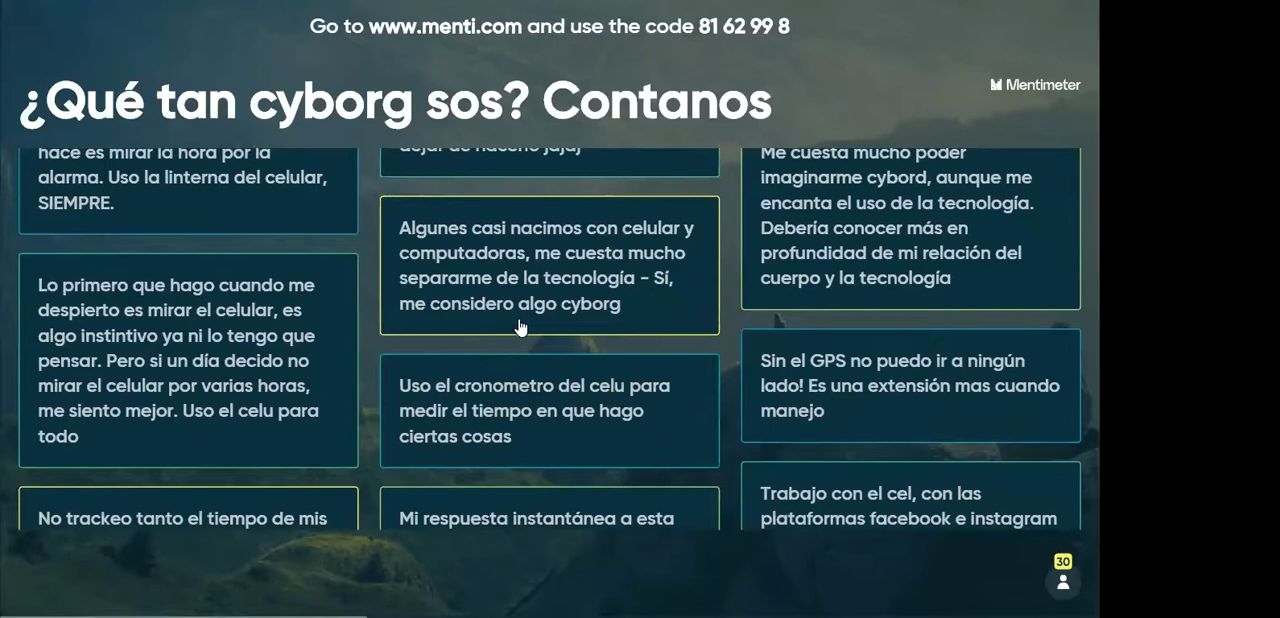 Go to www.menti.com and use the code 81 62 99 8
¿Qué tan cyborg sos? Contanos
Mentimeter
hace es mirar la hora por la
alarma. Uso la linterna del celular,
SIEMPRE.
Lo primero que hago cuando me
despierto es mirar el celular, es
algo instintivo ya ni lo tengo que
pensar. Pero si un día decido no
mirar el celular por varias horas,
me siento mejor. Uso el celu para
todo
No trackeo tanto el tiempo de mis
dejar de hacerlo jajaj
Algunes casi nacimos con celular y
computadoras, me cuesta mucho
separarme de la tecnología - Sí,
me considero algo cyborg
Uso el cronometro del celu para
medir el tiempo en que hago
ciertas cosas
Mi respuesta instantánea a esta
Me cuesta mucho poder
imaginarme cybord, aunque me
encanta el uso de la tecnología.
Debería conocer más en
profundidad de mi relación del
cuerpo y la tecnología
Sin el GPS no puedo ir a ningún
lado! Es una extensión mas cuando
manejo
Trabajo con el cel, con las
plataformas facebook e instagram
30